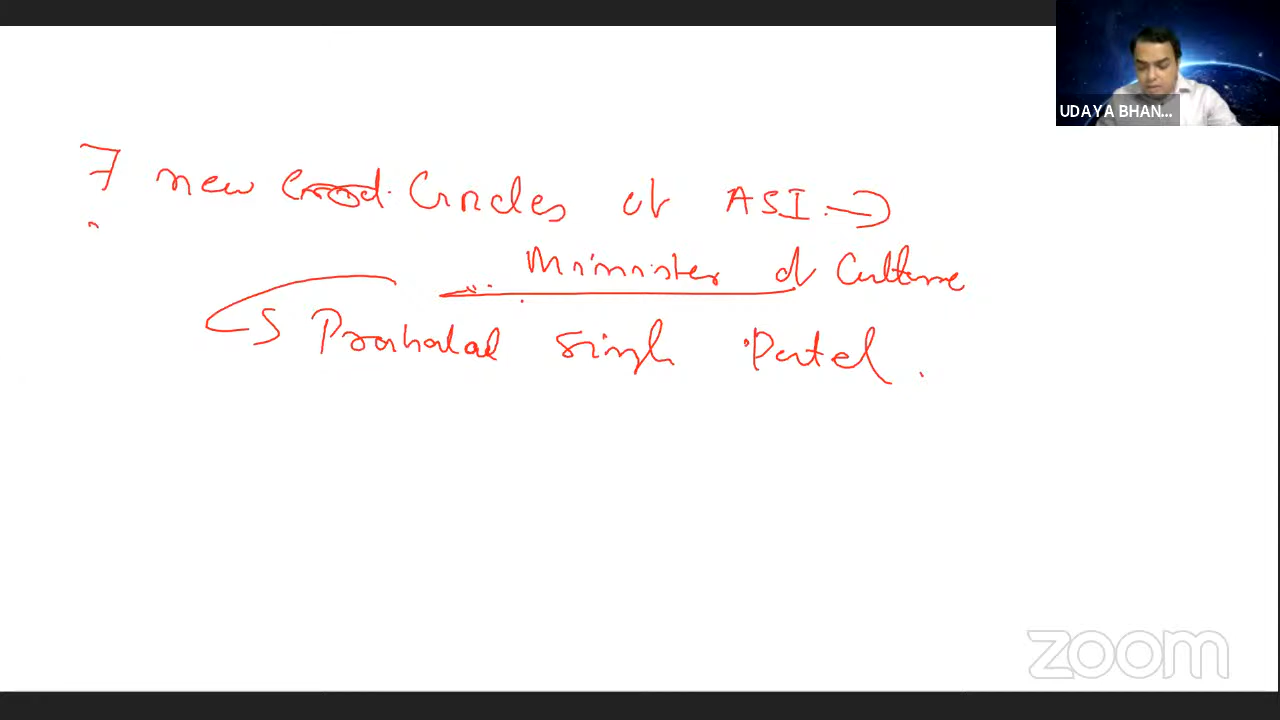 UDAYA BHAN...
7 new Circles of ASI →
Minister of Culture
Prahalad Singh Patel.
zoom